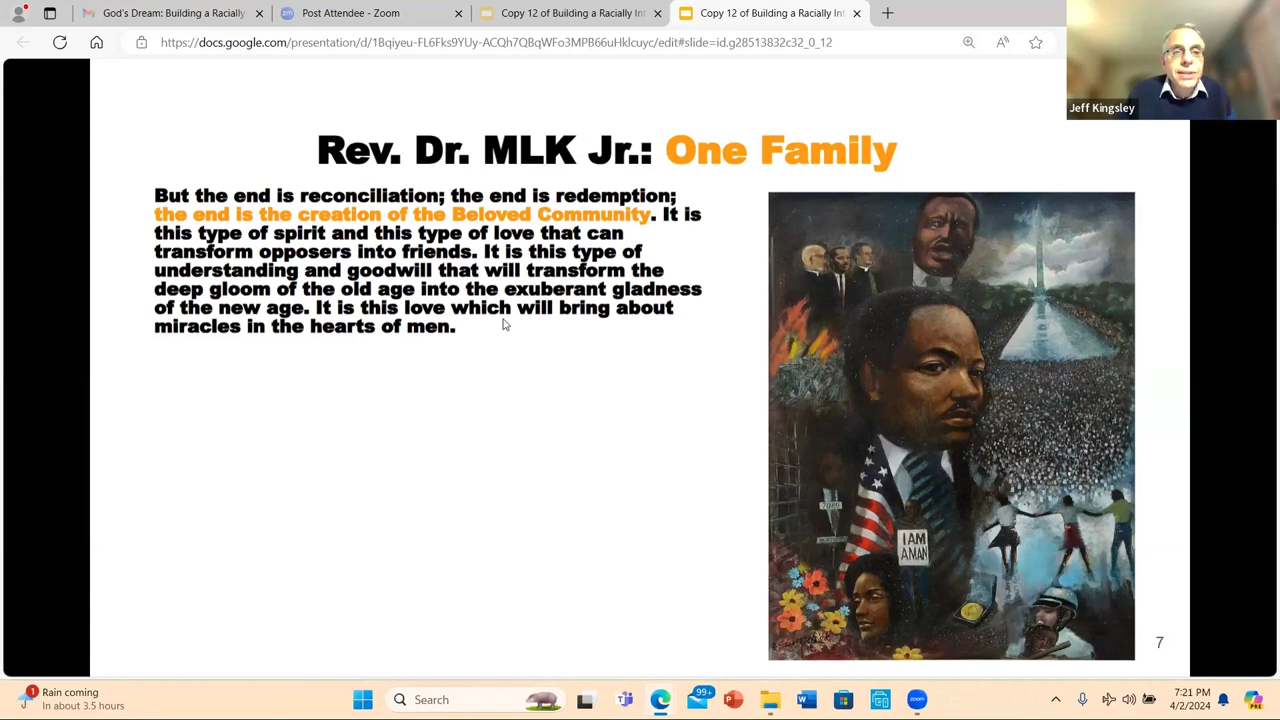 God's Dream: Building a Racially
Post Attendee - Zoom
Copy 12 of Building a Racially Int
Copy 12 of Building a Racially Int
https://docs.google.com/presentation/d/1Bqiyeu-FL6Fks9YUy-ACQh7QBqWFo3MPB66uHklcuyc/edit#slide=id.g28513832c32_0_12
Jeff Kingsley
Rev. Dr. MLK Jr.: One Family
But the end is reconciliation; the end is redemption;
the end is the creation of the Beloved Community. It is
this type of spirit and this type of love that can
transform opposers into friends. It is this type of
understanding and goodwill that will transform the
deep gloom of the old age into the exuberant gladness
of the new age. It is this love which will bring about
miracles in the hearts of men.
I AM
A MAN
7
1
Rain coming
In about 3.5 hours
Search
99+
7:21 PM
4/2/2024
PRE